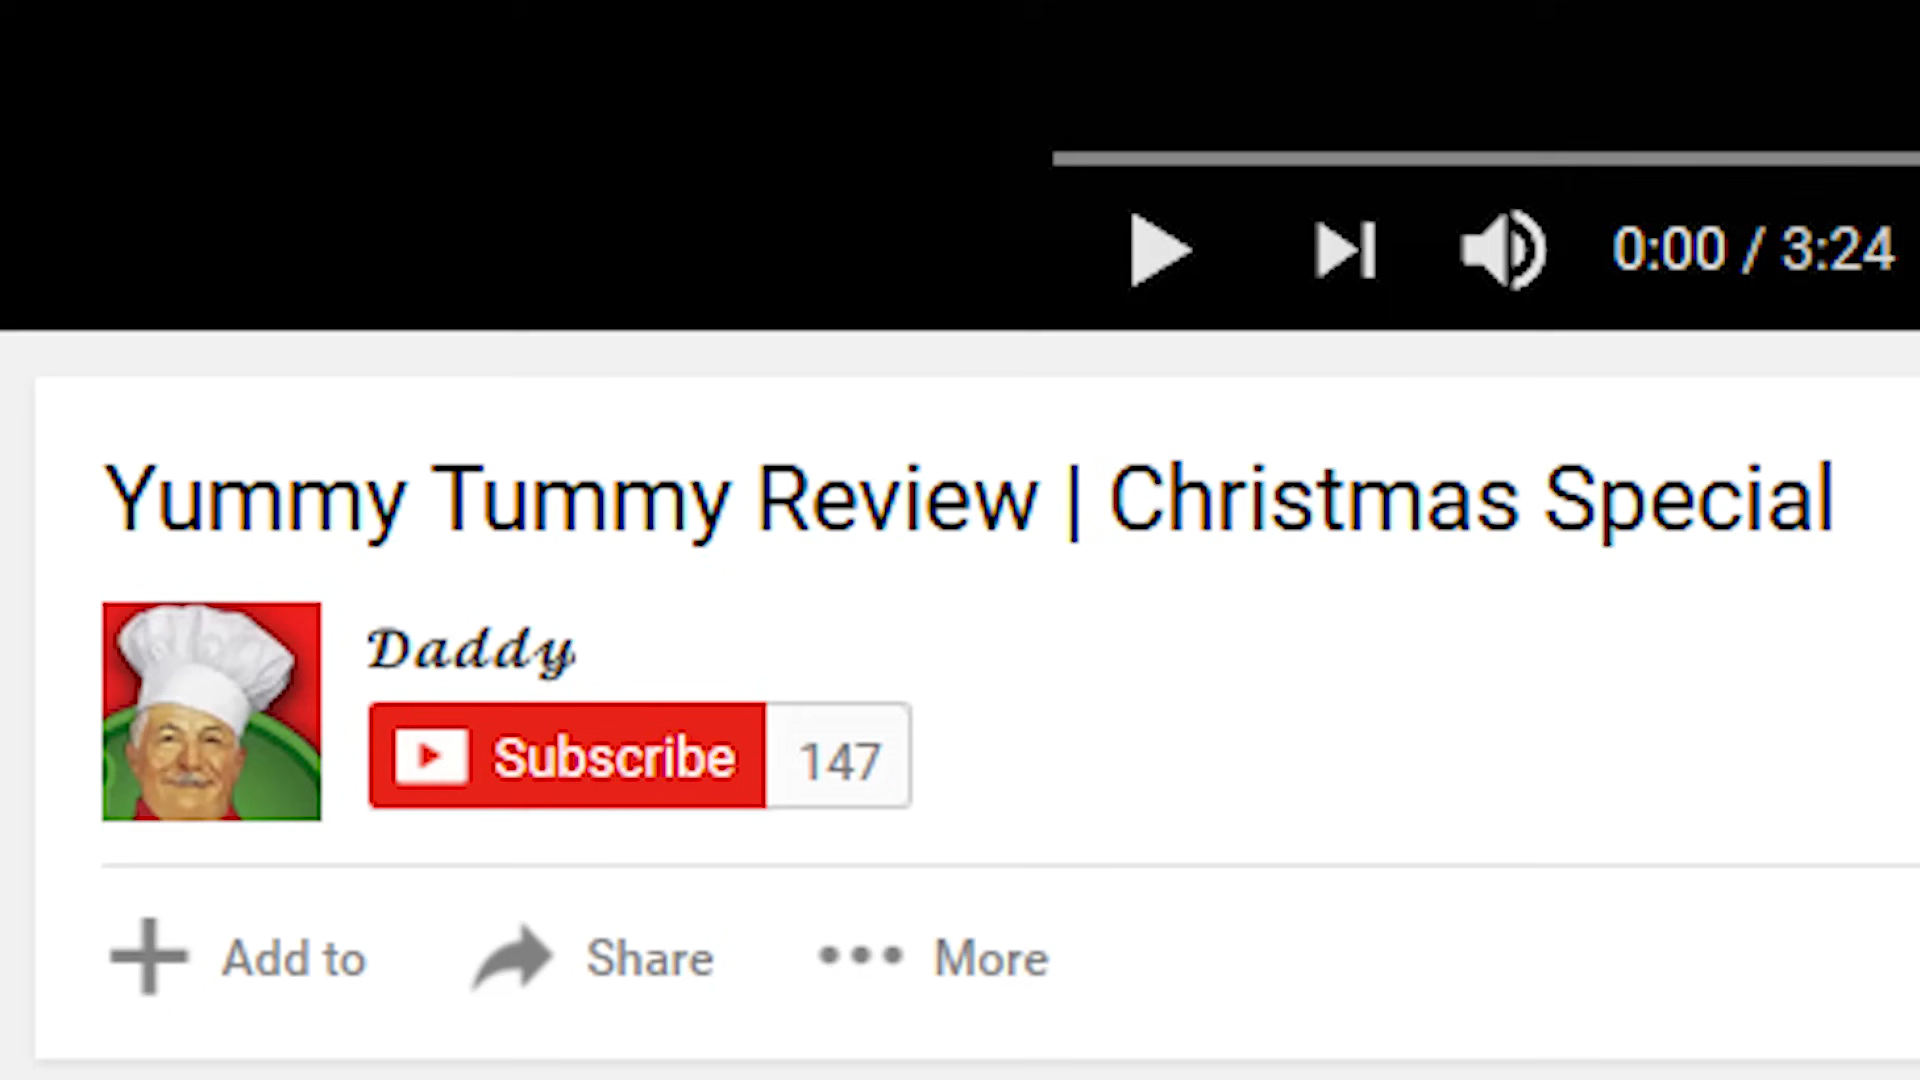 0:00 / 3:24
Yummy Tummy Review | Christmas Special
Daddy
Subscribe 147
Add to Share More